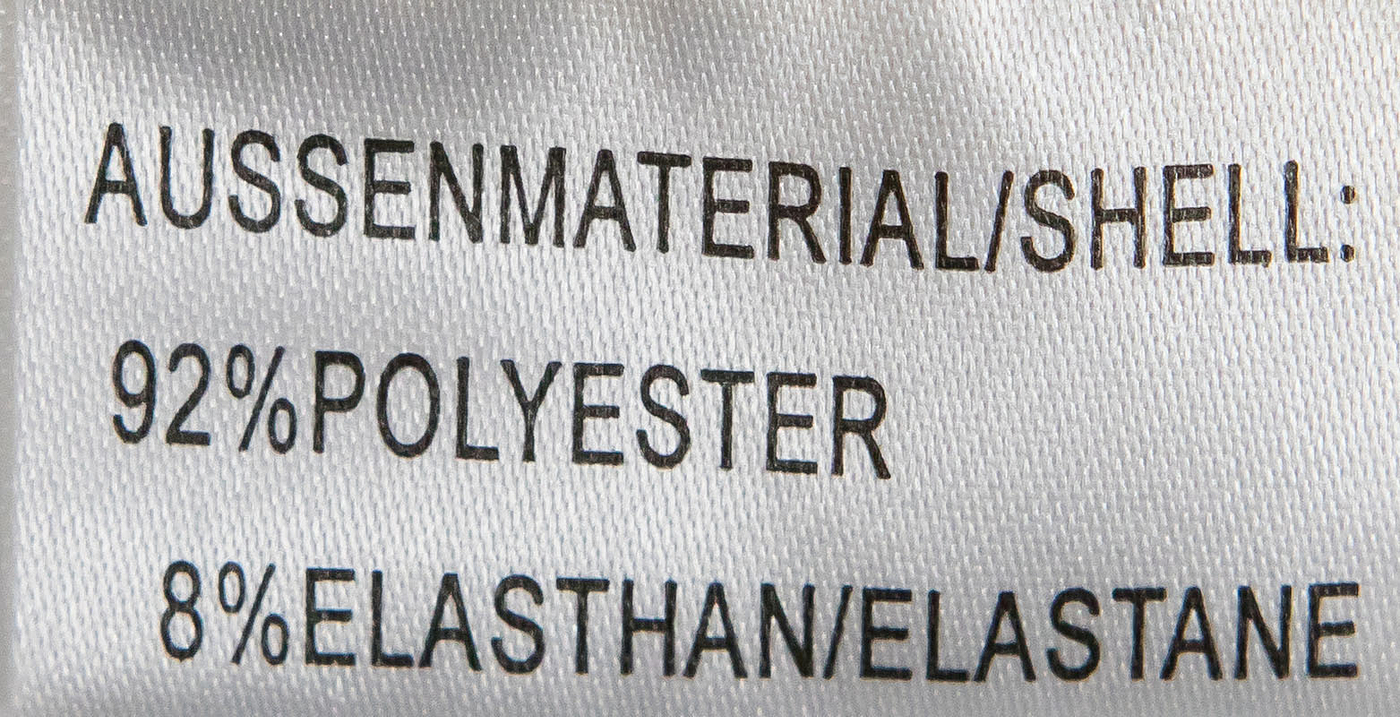 AUSSENMATERIAL/SHELL:
92%POLYESTER
8%ELASTHAN/ELASTANE